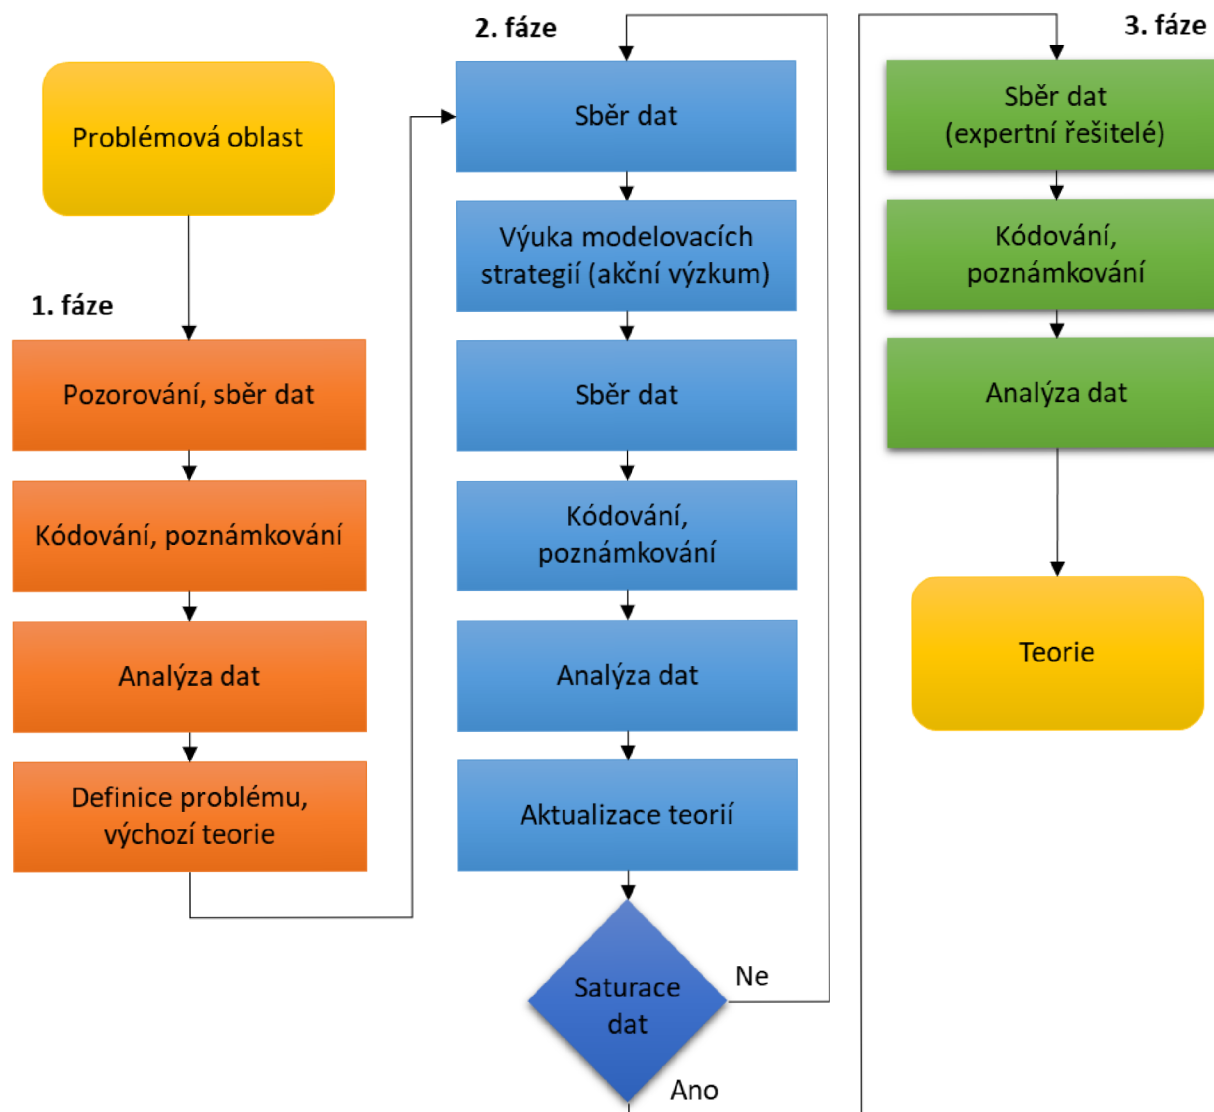 Problémová oblast
1. fáze
Pozorování, sběr dat
Kódování, poznámkování
Analýza dat
Definice problému,
výchozí teorie
2. fáze
Sběr dat
Výuka modelovacích
strategií (akční výzkum)
Sběr dat
Kódování,
poznámkování
Analýza dat
Aktualizace teorií
Saturace
dat
Ne
Ano
3. fáze
Sběr dat
(expertní řešitelé)
Kódování,
poznámkování
Analýza dat
Teorie